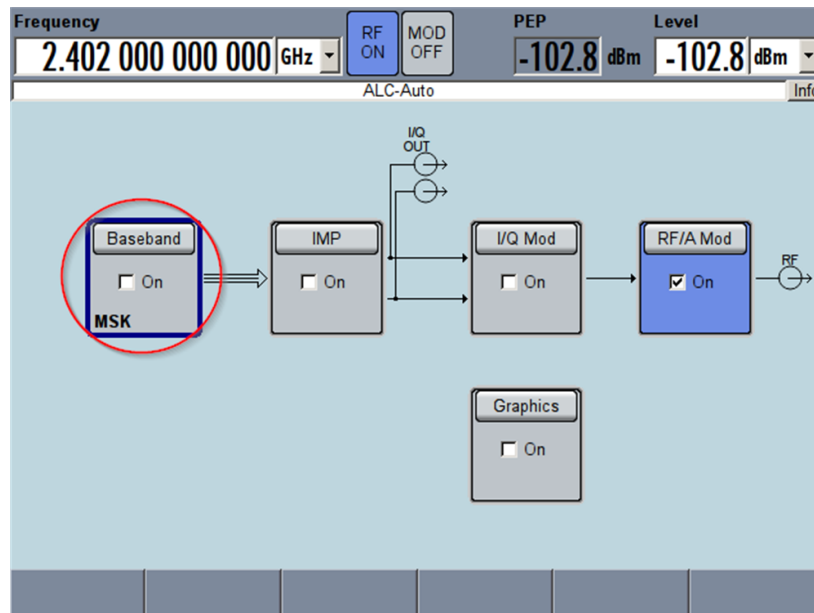 Frequency PEP Level
2.402 000 000 000 GHz RF ON MOD OFF -102.8 dBm -102.8 dBm
ALC-Auto Info
I/Q
OUT
Baseband IMP I/Q Mod RF/A Mod
On On On On RF
MSK
Graphics
On